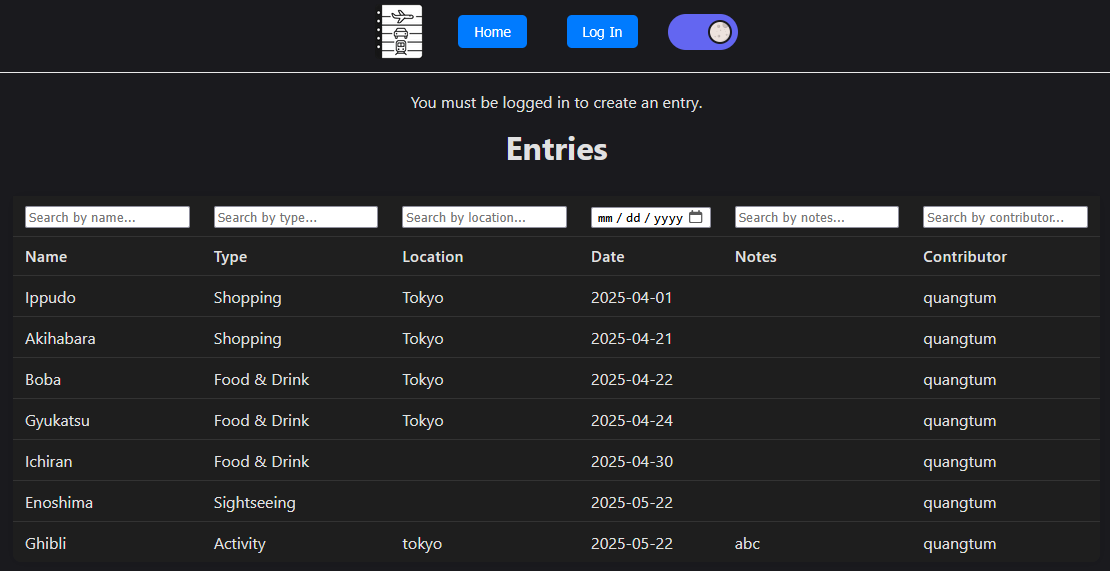 Home Log In
You must be logged in to create an entry.
Entries
Search by name... Search by type... Search by location... mm / dd / yyyy Search by notes... Search by contributor...
Name Type Location Date Notes Contributor
Ippudo Shopping Tokyo 2025-04-01 quangtum
Akihabara Shopping Tokyo 2025-04-21 quangtum
Boba Food & Drink Tokyo 2025-04-22 quangtum
Gyukatsu Food & Drink Tokyo 2025-04-24 quangtum
Ichiran Food & Drink 2025-04-30 quangtum
Enoshima Sightseeing 2025-05-22 quangtum
Ghibli Activity tokyo 2025-05-22 abc quangtum